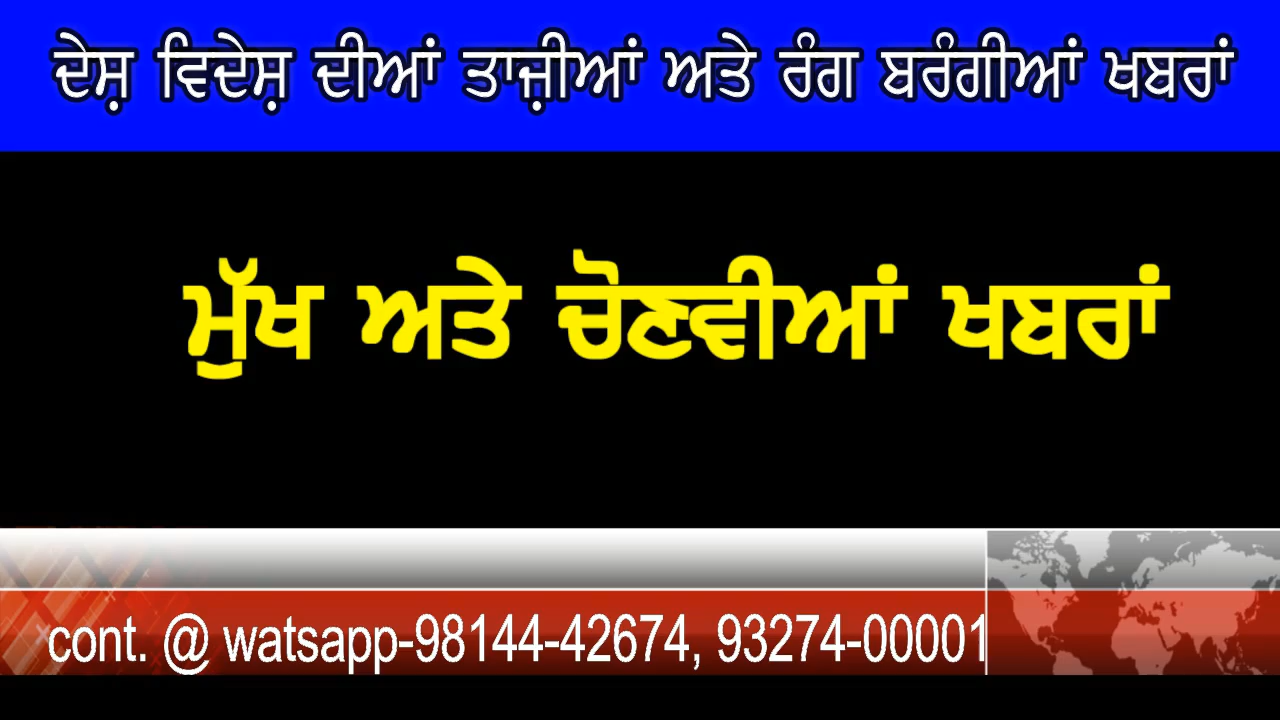 ਦੇਸ਼ ਵਿਦੇਸ਼ ਦੀਆਂ ਤਾਜ਼ੀਆਂ ਅਤੇ ਰੰਗ ਬਰੰਗੀਆਂ ਖਬਰਾਂ
ਮੁੱਖ ਅਤੇ ਚੋਣਵੀਆਂ ਖਬਰਾਂ
cont. @ watsapp-98144-42674, 93274-00001